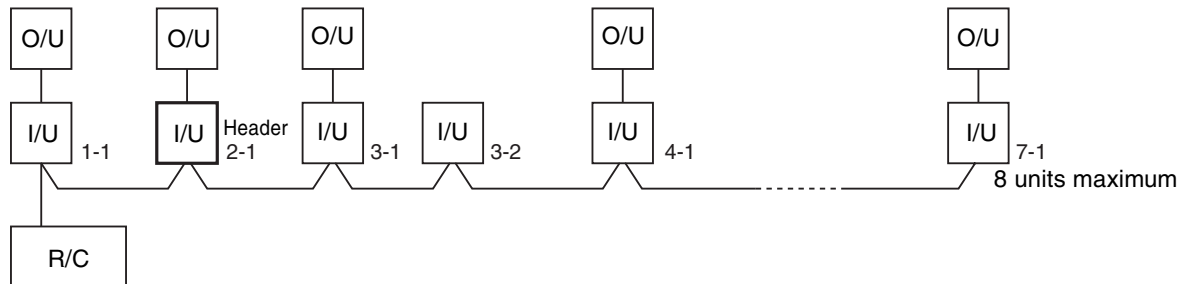 O/U O/U O/U O/U O/U
I/U 1-1 I/U Header 2-1 I/U 3-1 I/U 3-2 I/U 4-1 I/U 7-1
8 units maximum
R/C